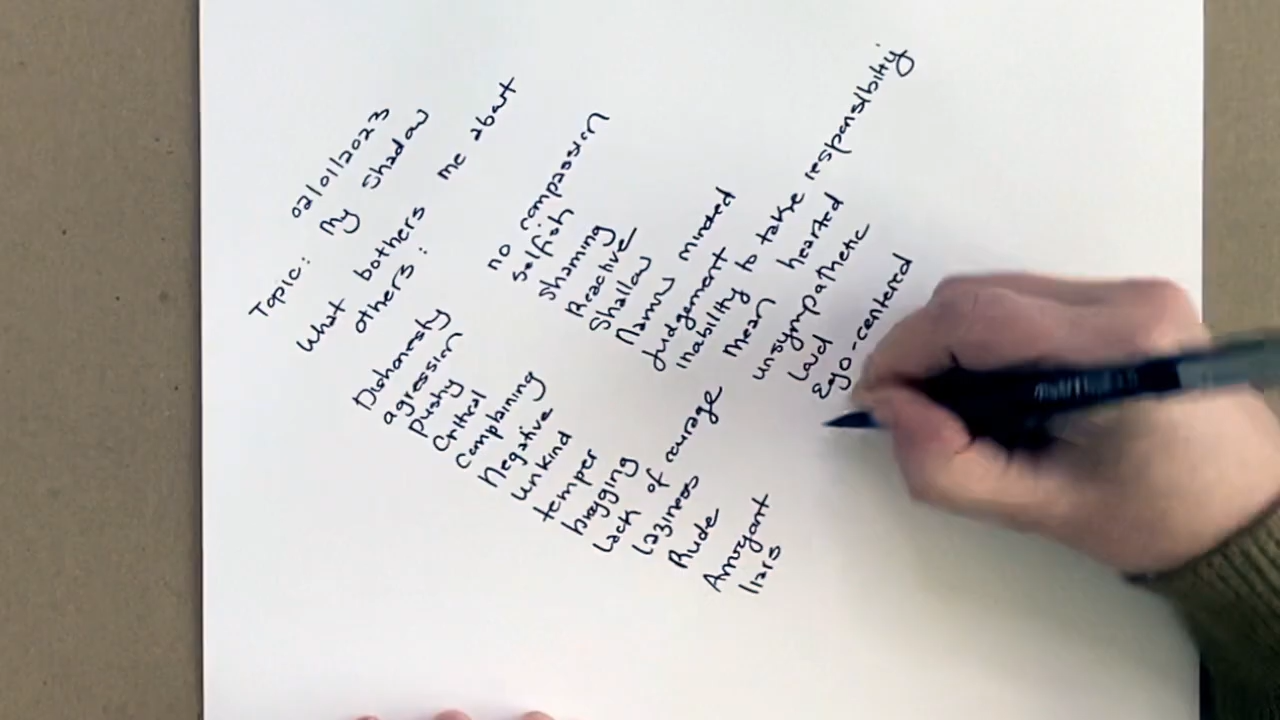 02/01/2023
Topic: My Shadow
What bothers me about
others:
Dishonesty
agression
pushy
Critical
complaining
Negative
unkind
temper
bragging
lack of courage
laziness
Rude
Arrogant
liars
no compassion
selfish
shaming
Reactive
Shallow
Narrow minded
Judgement
inability to take responsibility
Mean hearted
unsympathetic
Loud
Ego-centered